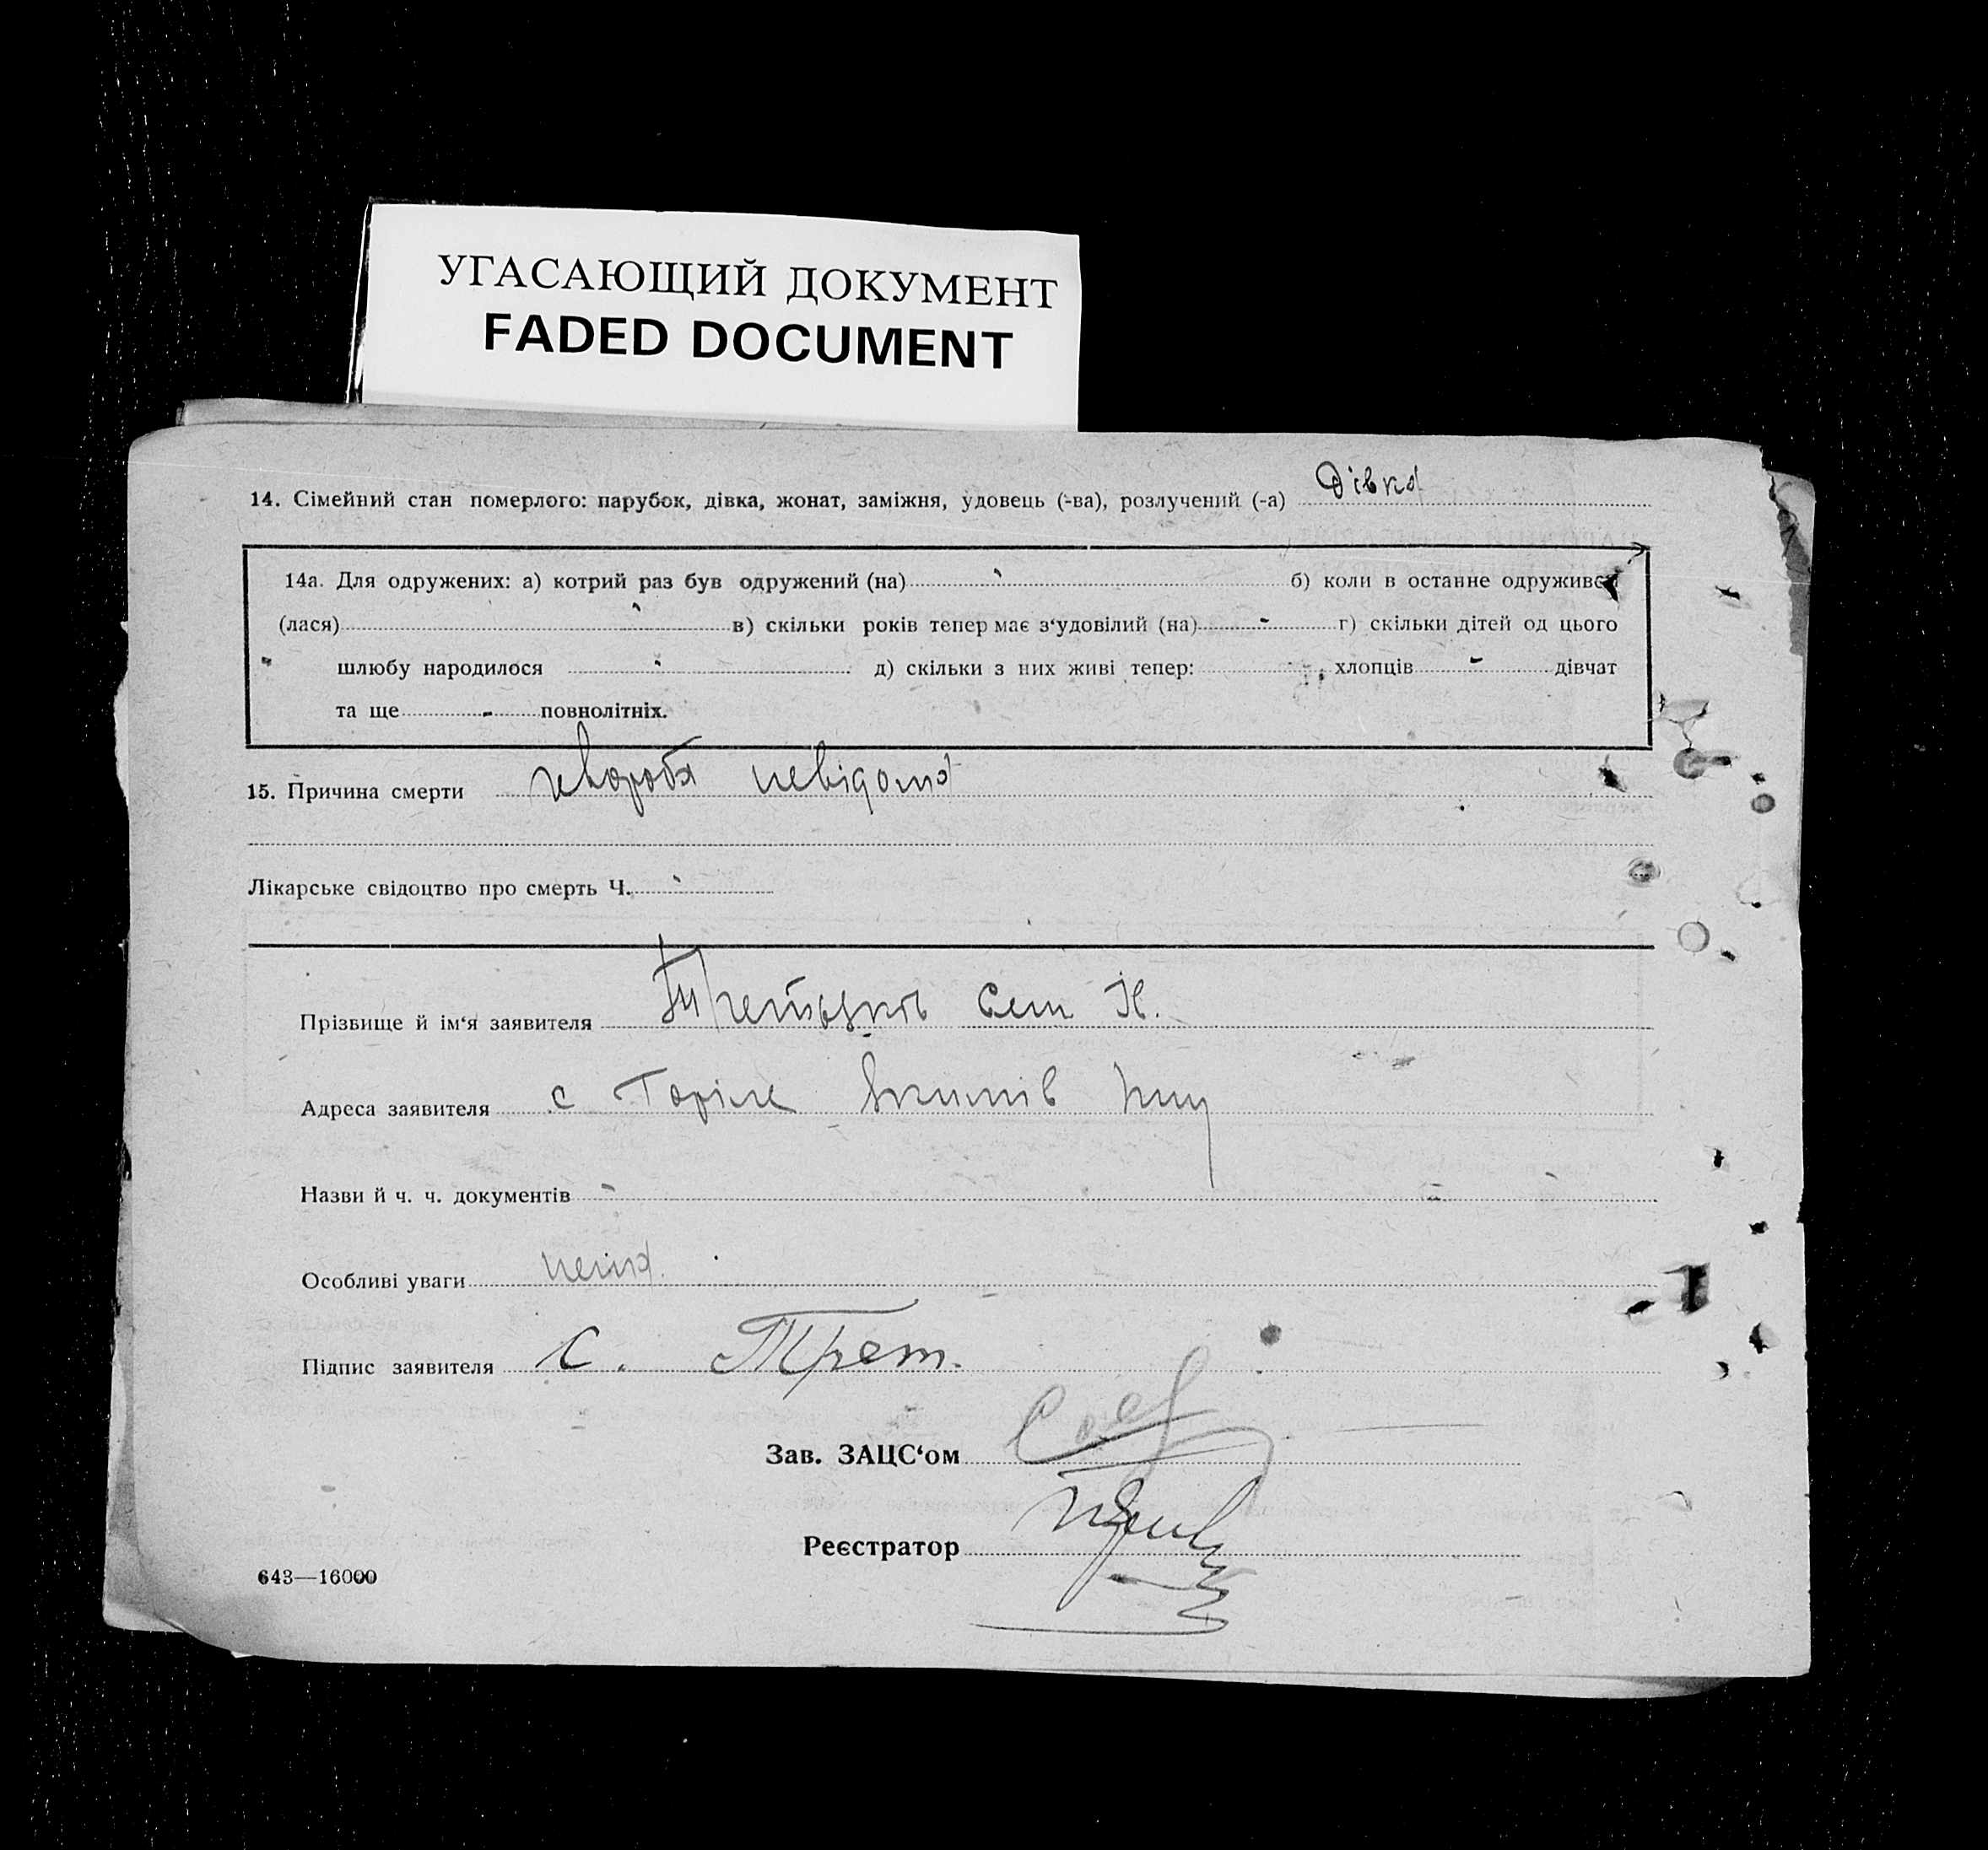 УГАСАЮЩИЙ ДОКУМЕНТ
FADED DOCUMENT
14. Сімейний стан померлого: парубок, дівка, жонат, заміжня, удовець (-ва), розлучений (-а) дівка
14а. Для одружених: а) котрий раз був одружений (на) - б) коли в останне одружився
(лася) - в) скільки років тепер має з‘удовілий (на) - г) скільки дітей од цього
шлюбу народилося - д) скільки з них живі тепер: хлопців - дівчат
та ще - повнолітніх.
15. Причина смерти хвороба невідома
Лікарське свідоцтво про смерть Ч. -
Прізвище й ім‘я заявителя Сем Н.
Адреса заявителя с Горіле
Назви й ч. ч. документів -
Особливі уваги нема.
Підпис заявителя С. Трет.
Зав. ЗАЦС‘ом
Реєстратор
643—16000